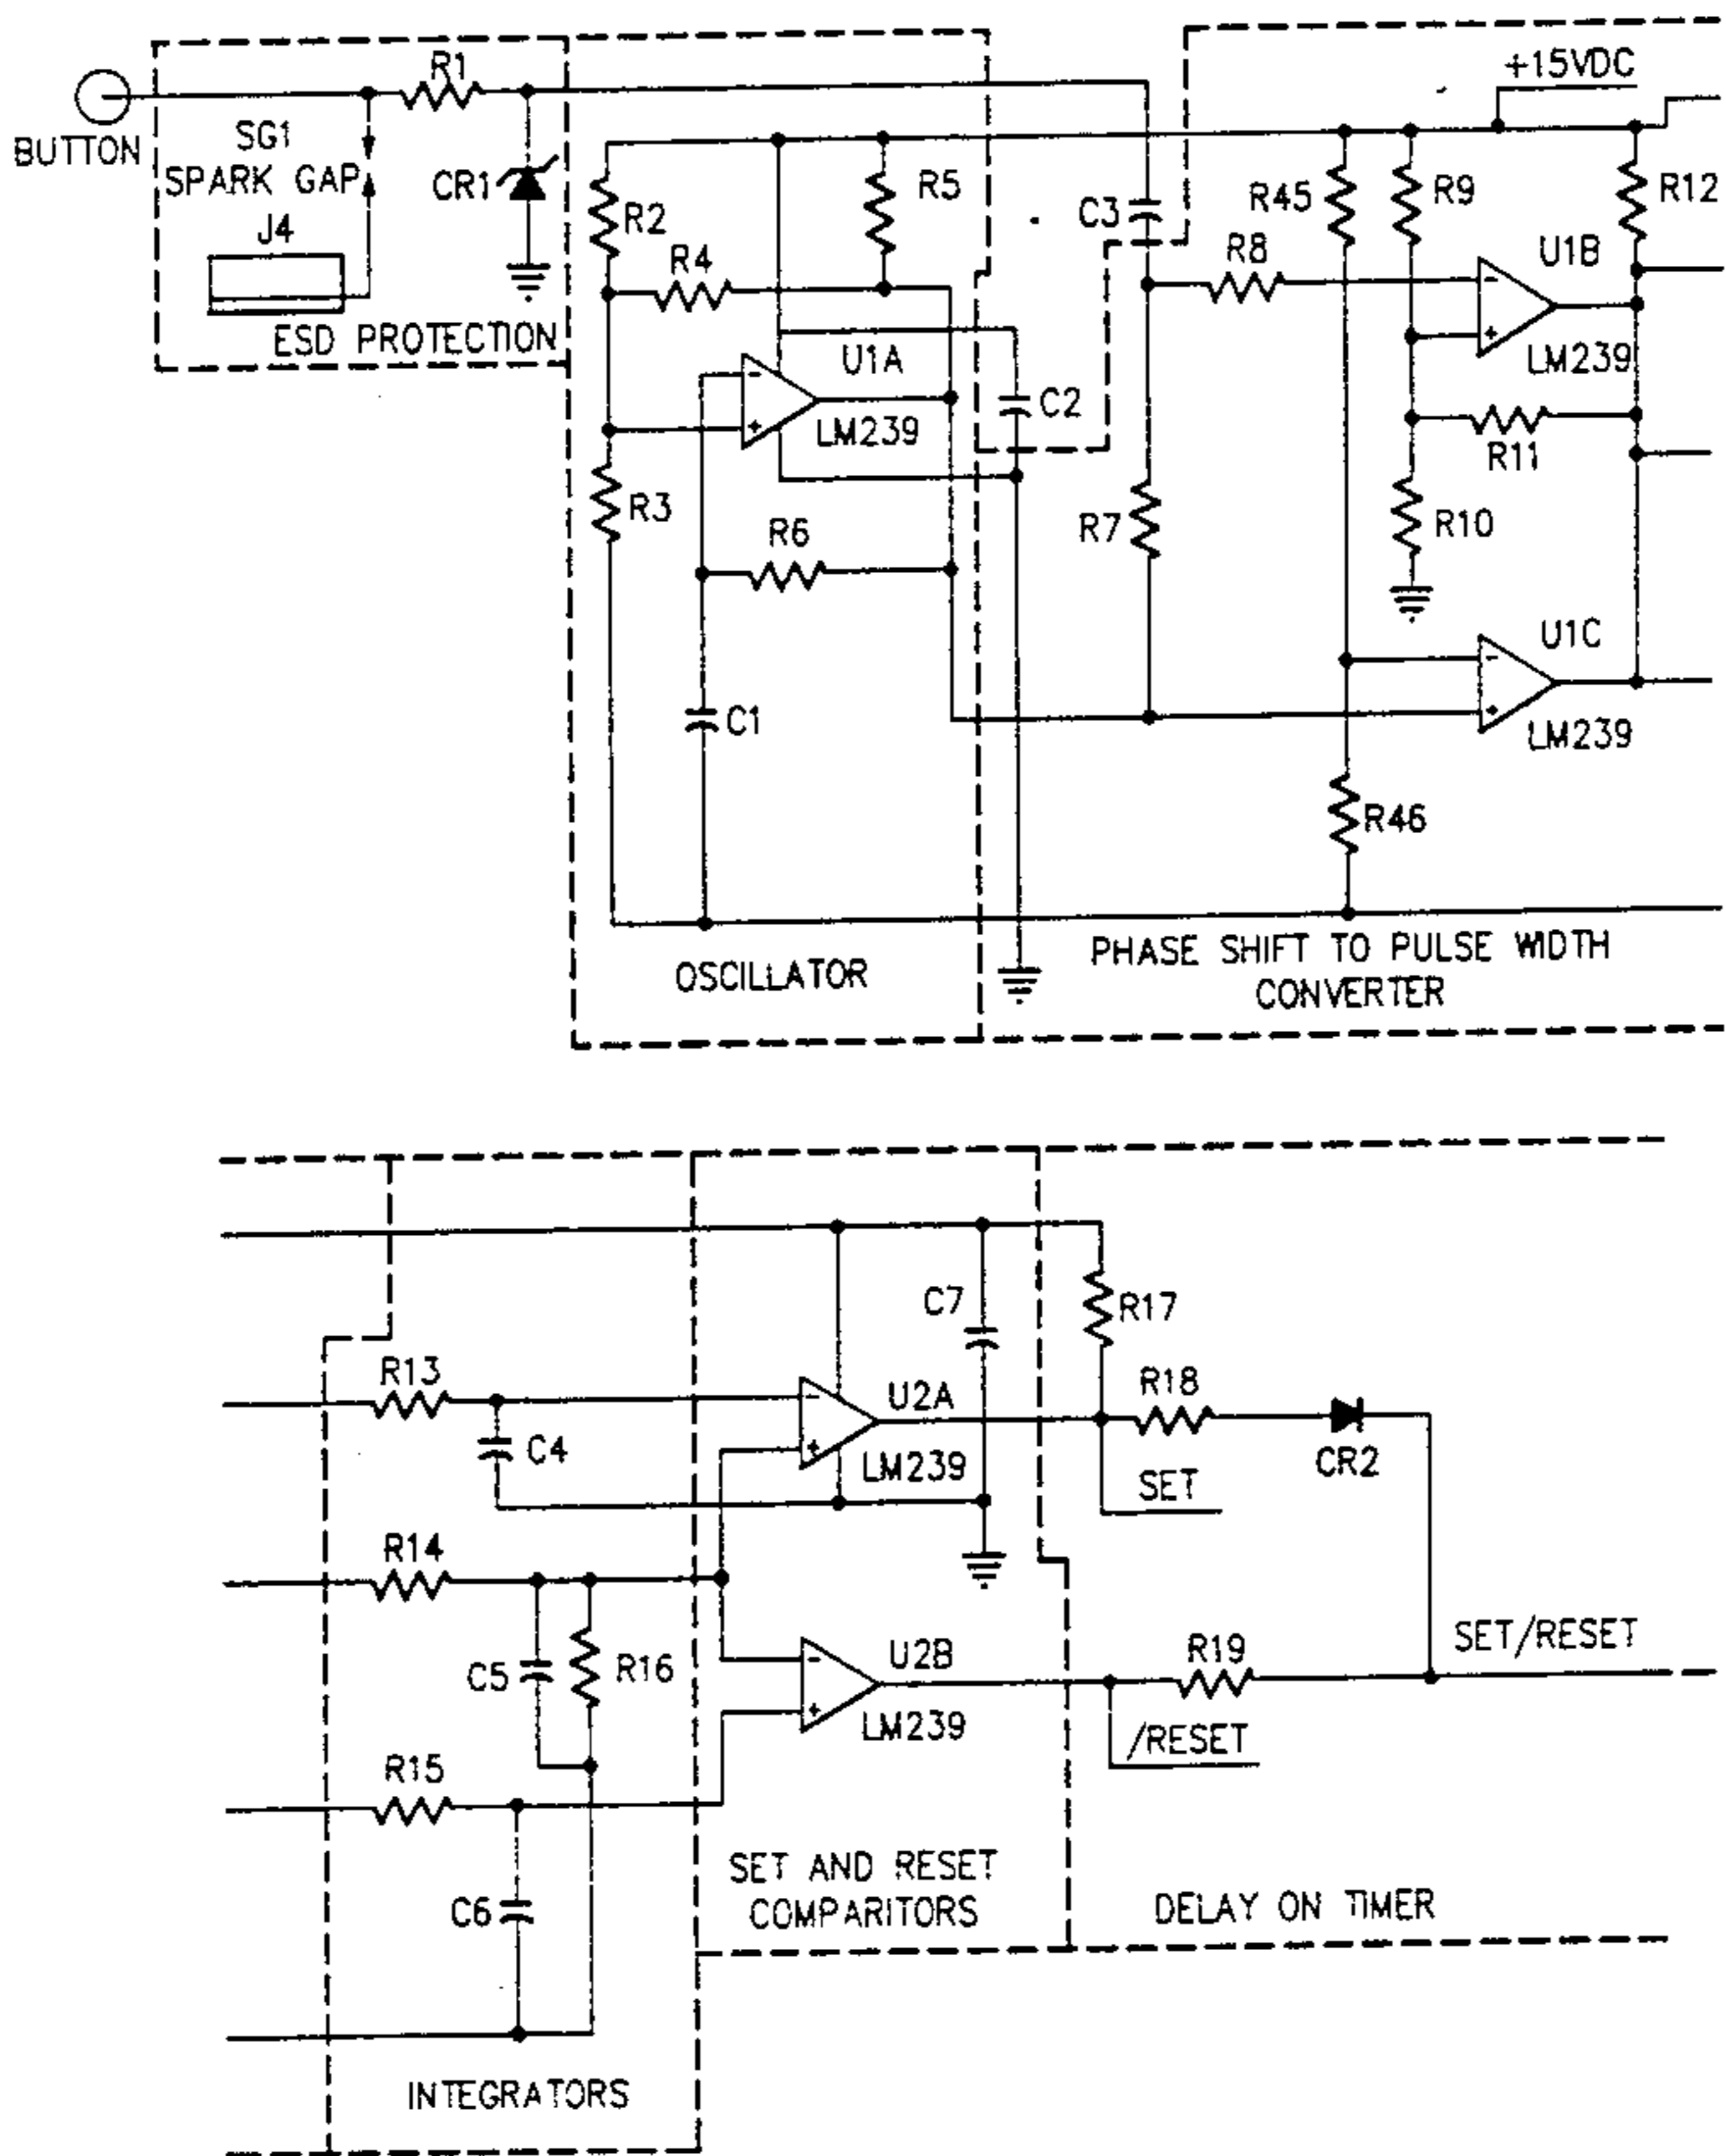 BUTTON
SG1
SPARK GAP
J4
R1
CR1
ESD PROTECTION
R2
R3
R4
R5
R6
C1
C2
-
+
U1A
LM239
OSCILLATOR
+15VDC
C3
R7
R8
R45
R9
R12
-
+
U1B
LM239
R11
R10
-
+
U1C
LM239
R46
PHASE SHIFT TO PULSE WIDTH
CONVERTER
R13
C4
R14
C5
R16
R15
C6
INTEGRATORS
C7
-
+
U2A
LM239
-
+
U2B
LM239
SET AND RESET
COMPARITORS
R17
R18
CR2
SET
R19
/RESET
SET/RESET
DELAY ON TIMER